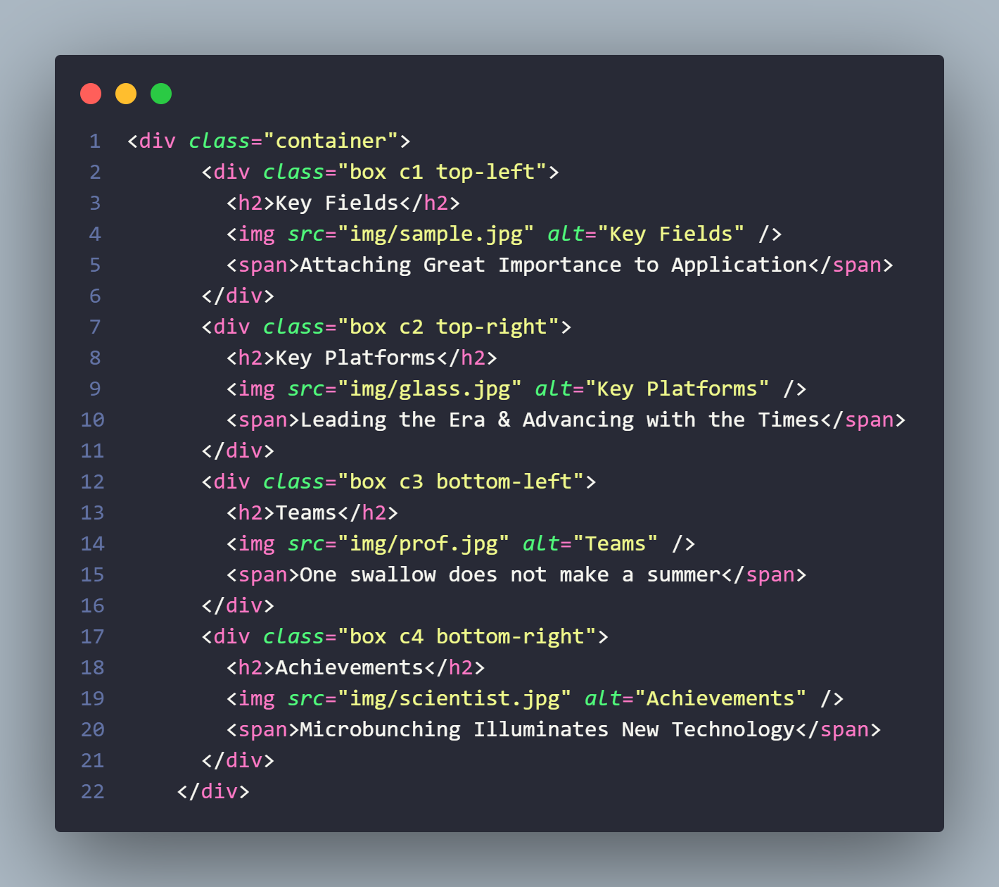 1 <div class="container">
2 <div class="box c1 top-left">
3 <h2>Key Fields</h2>
4 <img src="img/sample.jpg" alt="Key Fields" />
5 <span>Attaching Great Importance to Application</span>
6 </div>
7 <div class="box c2 top-right">
8 <h2>Key Platforms</h2>
9 <img src="img/glass.jpg" alt="Key Platforms" />
10 <span>Leading the Era & Advancing with the Times</span>
11 </div>
12 <div class="box c3 bottom-left">
13 <h2>Teams</h2>
14 <img src="img/prof.jpg" alt="Teams" />
15 <span>One swallow does not make a summer</span>
16 </div>
17 <div class="box c4 bottom-right">
18 <h2>Achievements</h2>
19 <img src="img/scientist.jpg" alt="Achievements" />
20 <span>Microbunching Illuminates New Technology</span>
21 </div>
22 </div>